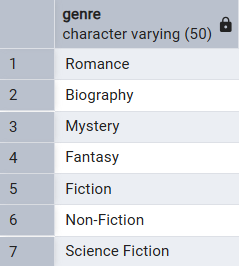 genre
character varying (50)
1 Romance
2 Biography
3 Mystery
4 Fantasy
5 Fiction
6 Non-Fiction
7 Science Fiction